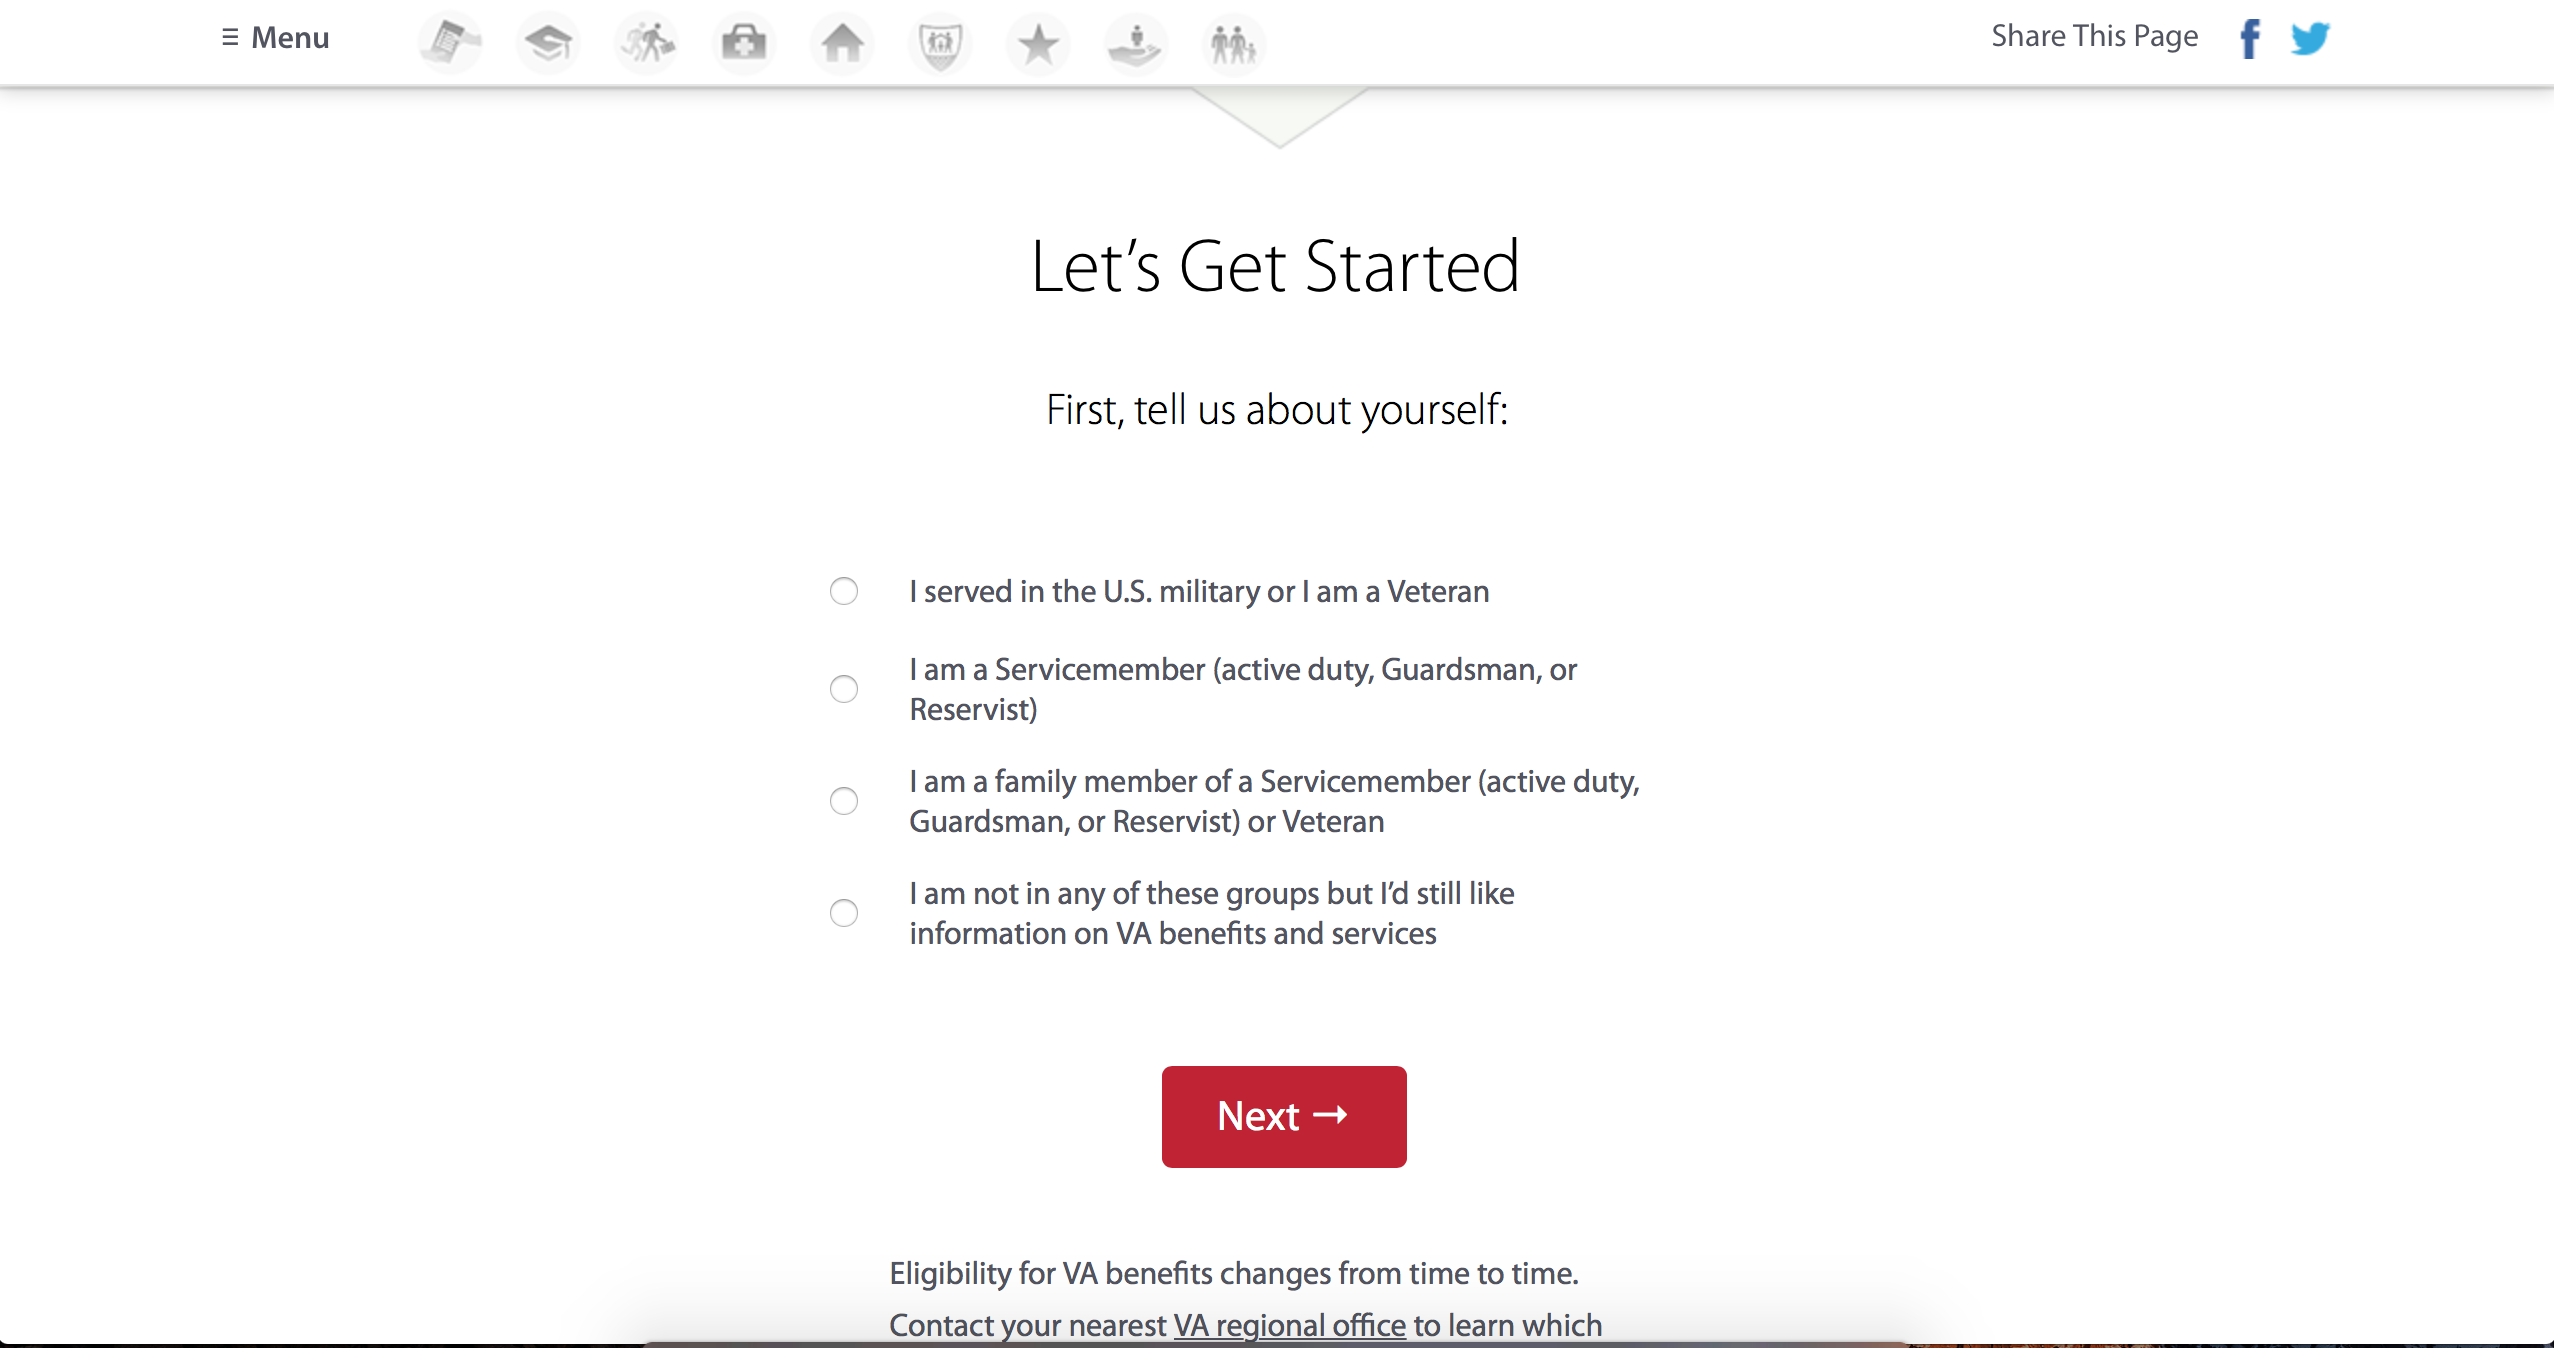 ☰ Menu
Share This Page
Let’s Get Started
First, tell us about yourself:
I served in the U.S. military or I am a Veteran
I am a Servicemember (active duty, Guardsman, or
Reservist)
I am a family member of a Servicemember (active duty,
Guardsman, or Reservist) or Veteran
I am not in any of these groups but I’d still like
information on VA benefits and services
Next →
Eligibility for VA benefits changes from time to time.
Contact your nearest VA regional office to learn which